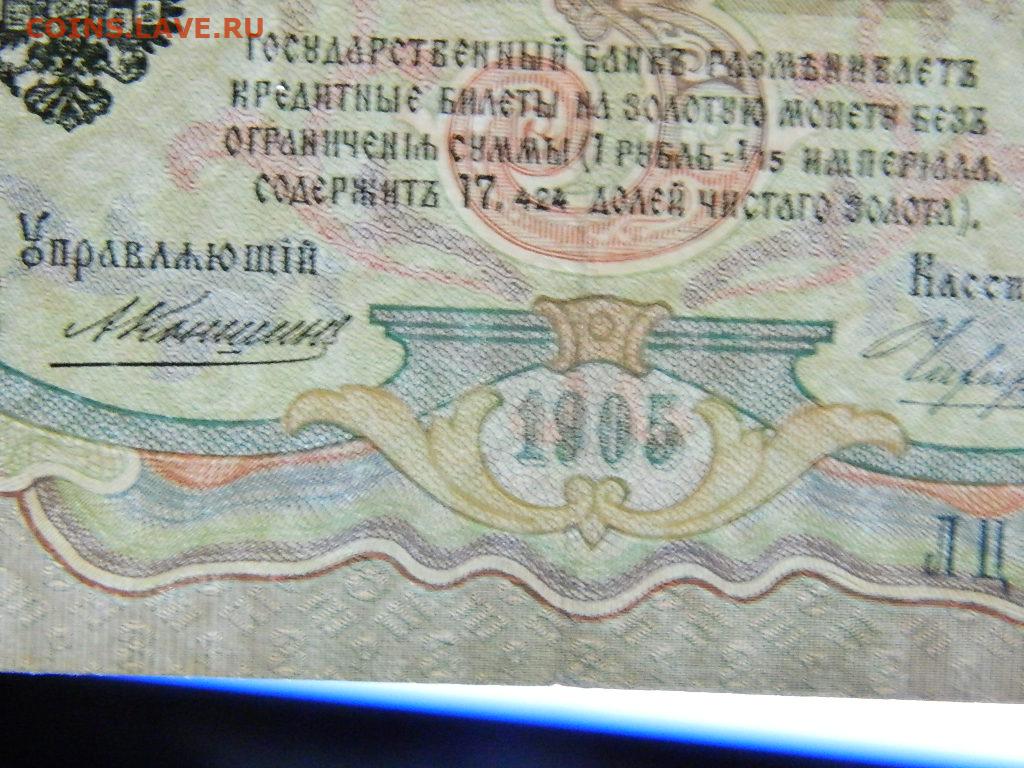 COINS.LAVE.RU
ГОСУДАРСТВЕННЫЙ БАНКЪ РАЗМѢНИВАЕТЪ
КРЕДИТНЫЕ БИЛЕТЫ НА ЗОЛОТУЮ МОНЕТУ БЕЗЪ
ОГРАНИЧЕНІЯ СУММЫ (1 РУБЛЬ=1/15 ИМПЕРІАЛА,
СОДЕРЖИТЪ 17,424 ДОЛЕЙ ЧИСТАГО ЗОЛОТА).
Управляющій
1905
ЛЦ